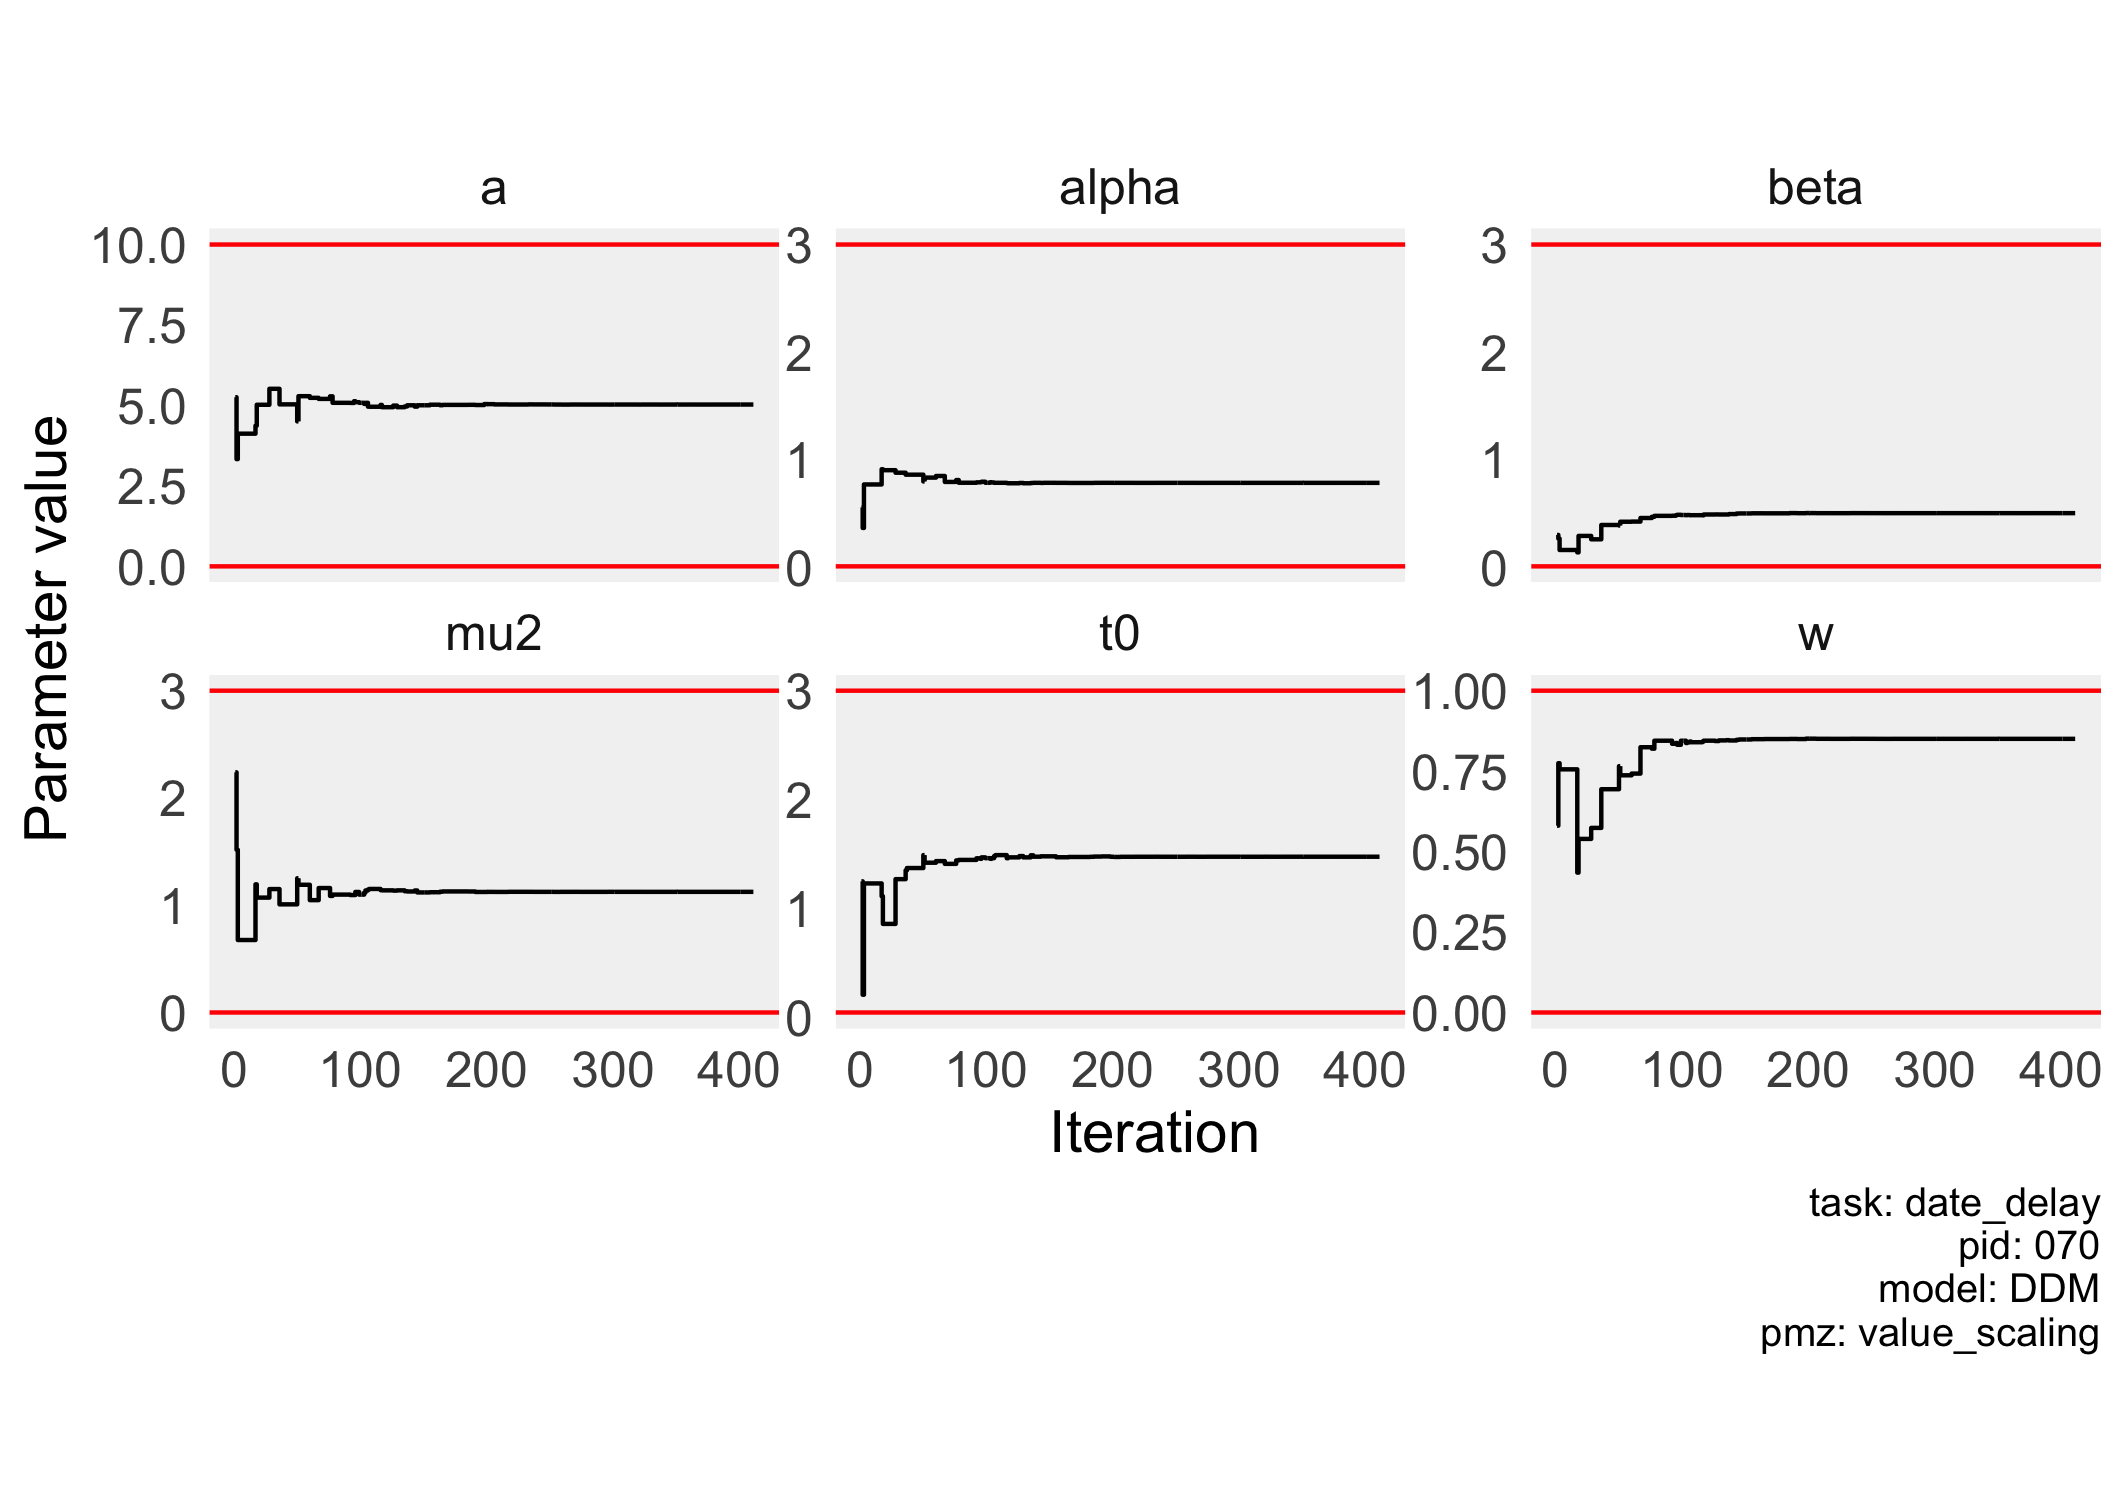 a
alpha
beta
10.0
7.5
5.0
2.5
0.0
3
2
1
0
3
2
1
0
Parameter value
mu2
t0
w
3
2
1
0
3
2
1
0
1.00
0.75
0.50
0.25
0.00
0 100 200 300 400
0 100 200 300 400
0 100 200 300 400
Iteration
task: date_delay
pid: 070
model: DDM
pmz: value_scaling